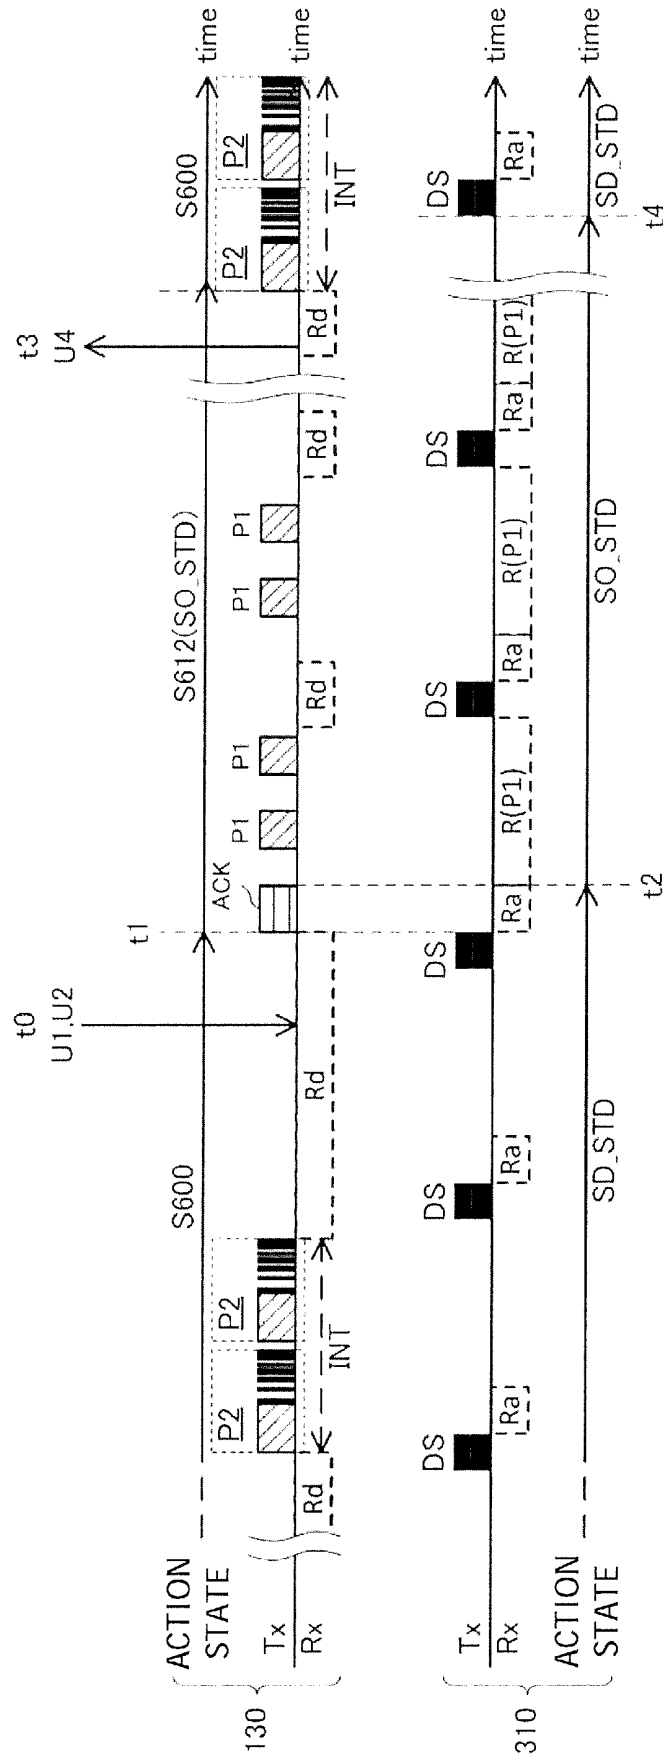 t0
t3
U1.U2
U4
t1
ACTION
STATE
S600
S612(SO_STD)
S600
time
P2
P2
ACK
P1
P1
P1
P1
P2
P2
130
Tx
Rx
time
Rd
INT
Rd
Rd
Rd
Rd
INT
DS
DS
DS
DS
DS
DS
310
Tx
Rx
time
Ra
Ra
Ra
R(P1)
Ra
R(P1)
Ra
R(P1)
Ra
ACTION
STATE
SD_STD
SO_STD
SD_STD
time
t2
t4